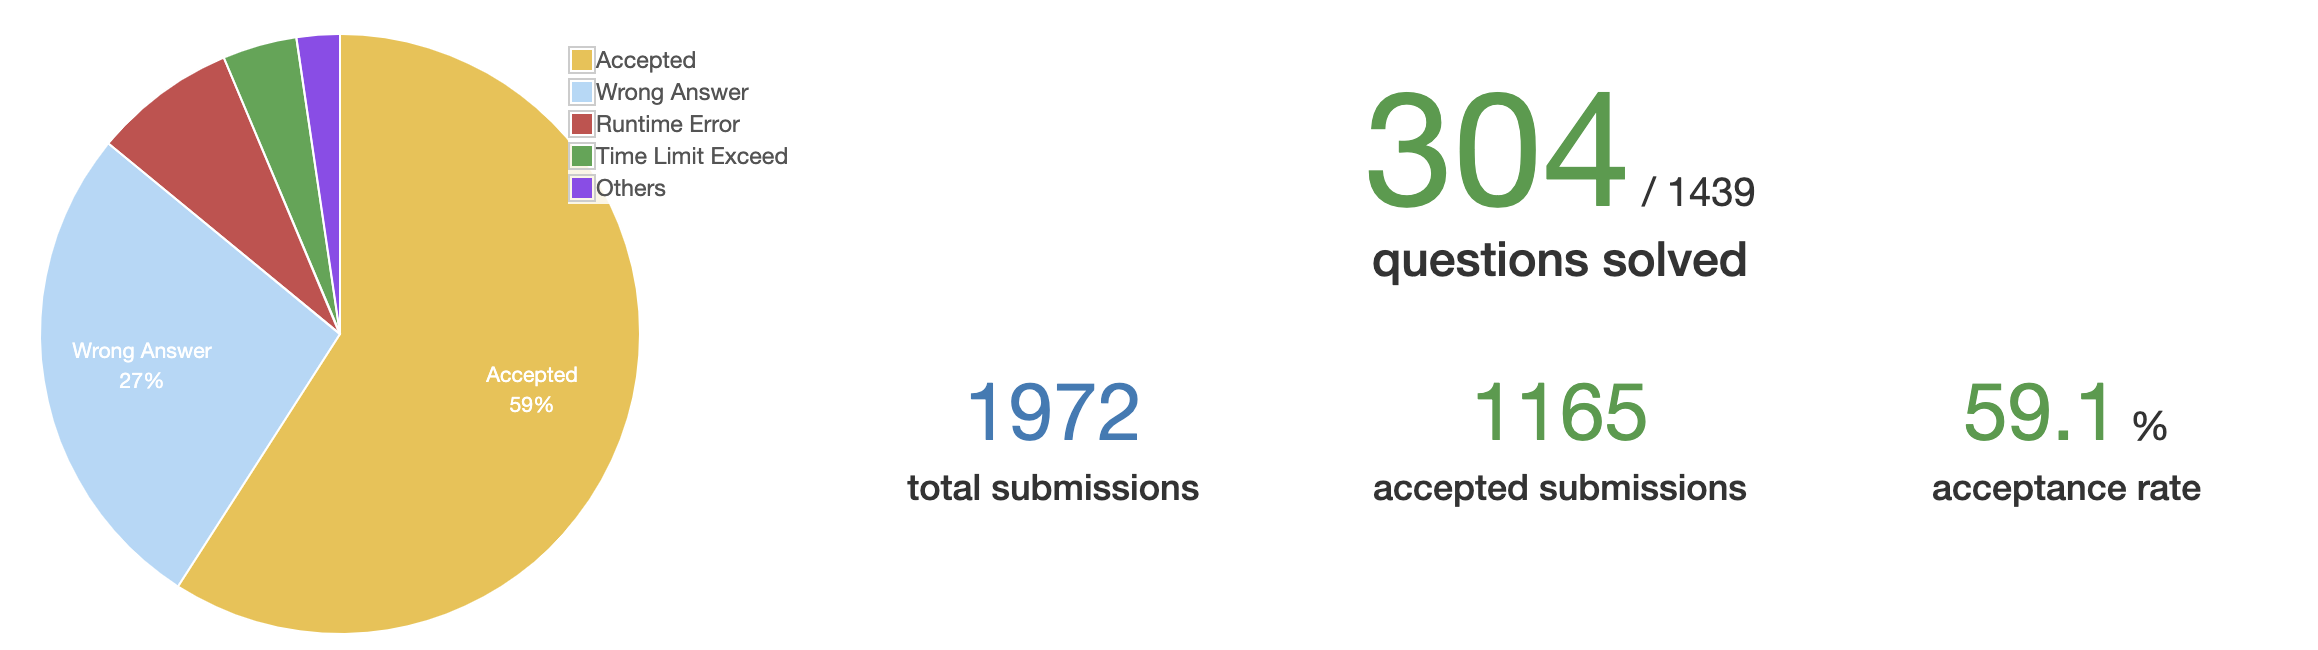 Accepted
Wrong Answer
Runtime Error
Time Limit Exceed
Others
Wrong Answer
27%
Accepted
59%
304 / 1439
questions solved
1972
total submissions
1165
accepted submissions
59.1 %
acceptance rate